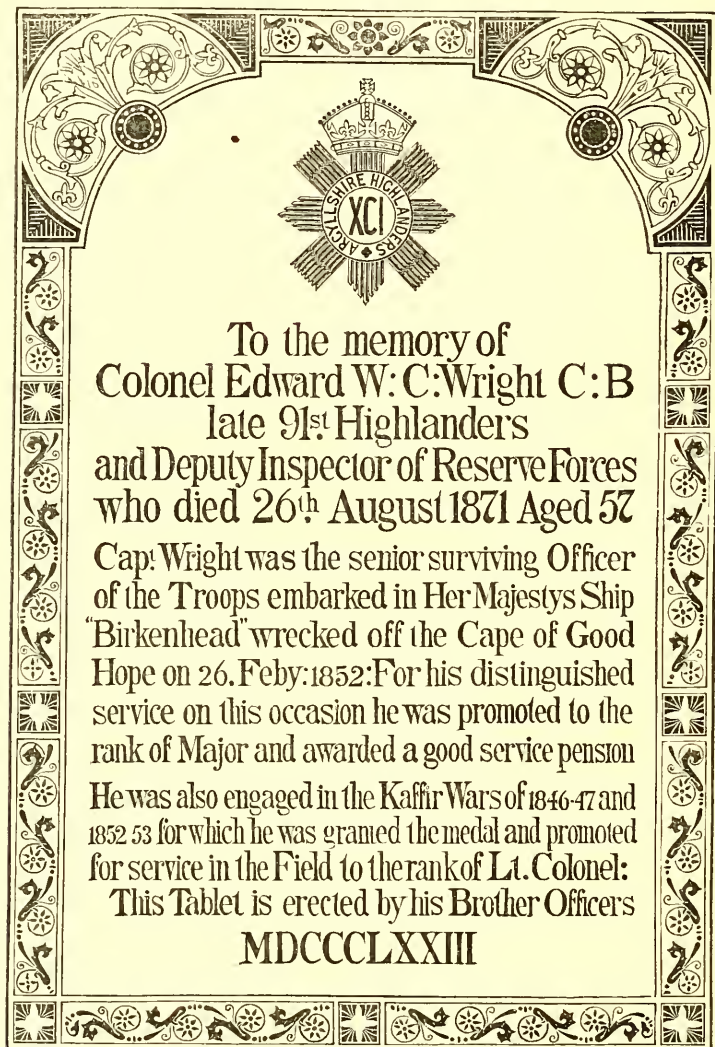 ARGYLLSHIRE HIGHLANDERS
XCI
To the memory of
Colonel Edward W: C: Wright C: B
late 91st Highlanders
and Deputy Inspector of Reserve Forces
who died 26th August 1871 Aged 57
Capt Wright was the senior surviving Officer
of the Troops embarked in Her Majestys Ship
"Birkenhead" wrecked off the Cape of Good
Hope on 26. Feby: 1852: For his distinguished
service on this occasion he was promoted to the
rank of Major and awarded a good service pension
He was also engaged in the Kaffir Wars of 1846-47 and
1852 53 for which he was granted the medal and promoted
for service in the Field to the rank of Lt. Colonel:
This Tablet is erected by his Brother Officers
MDCCCLXXIII